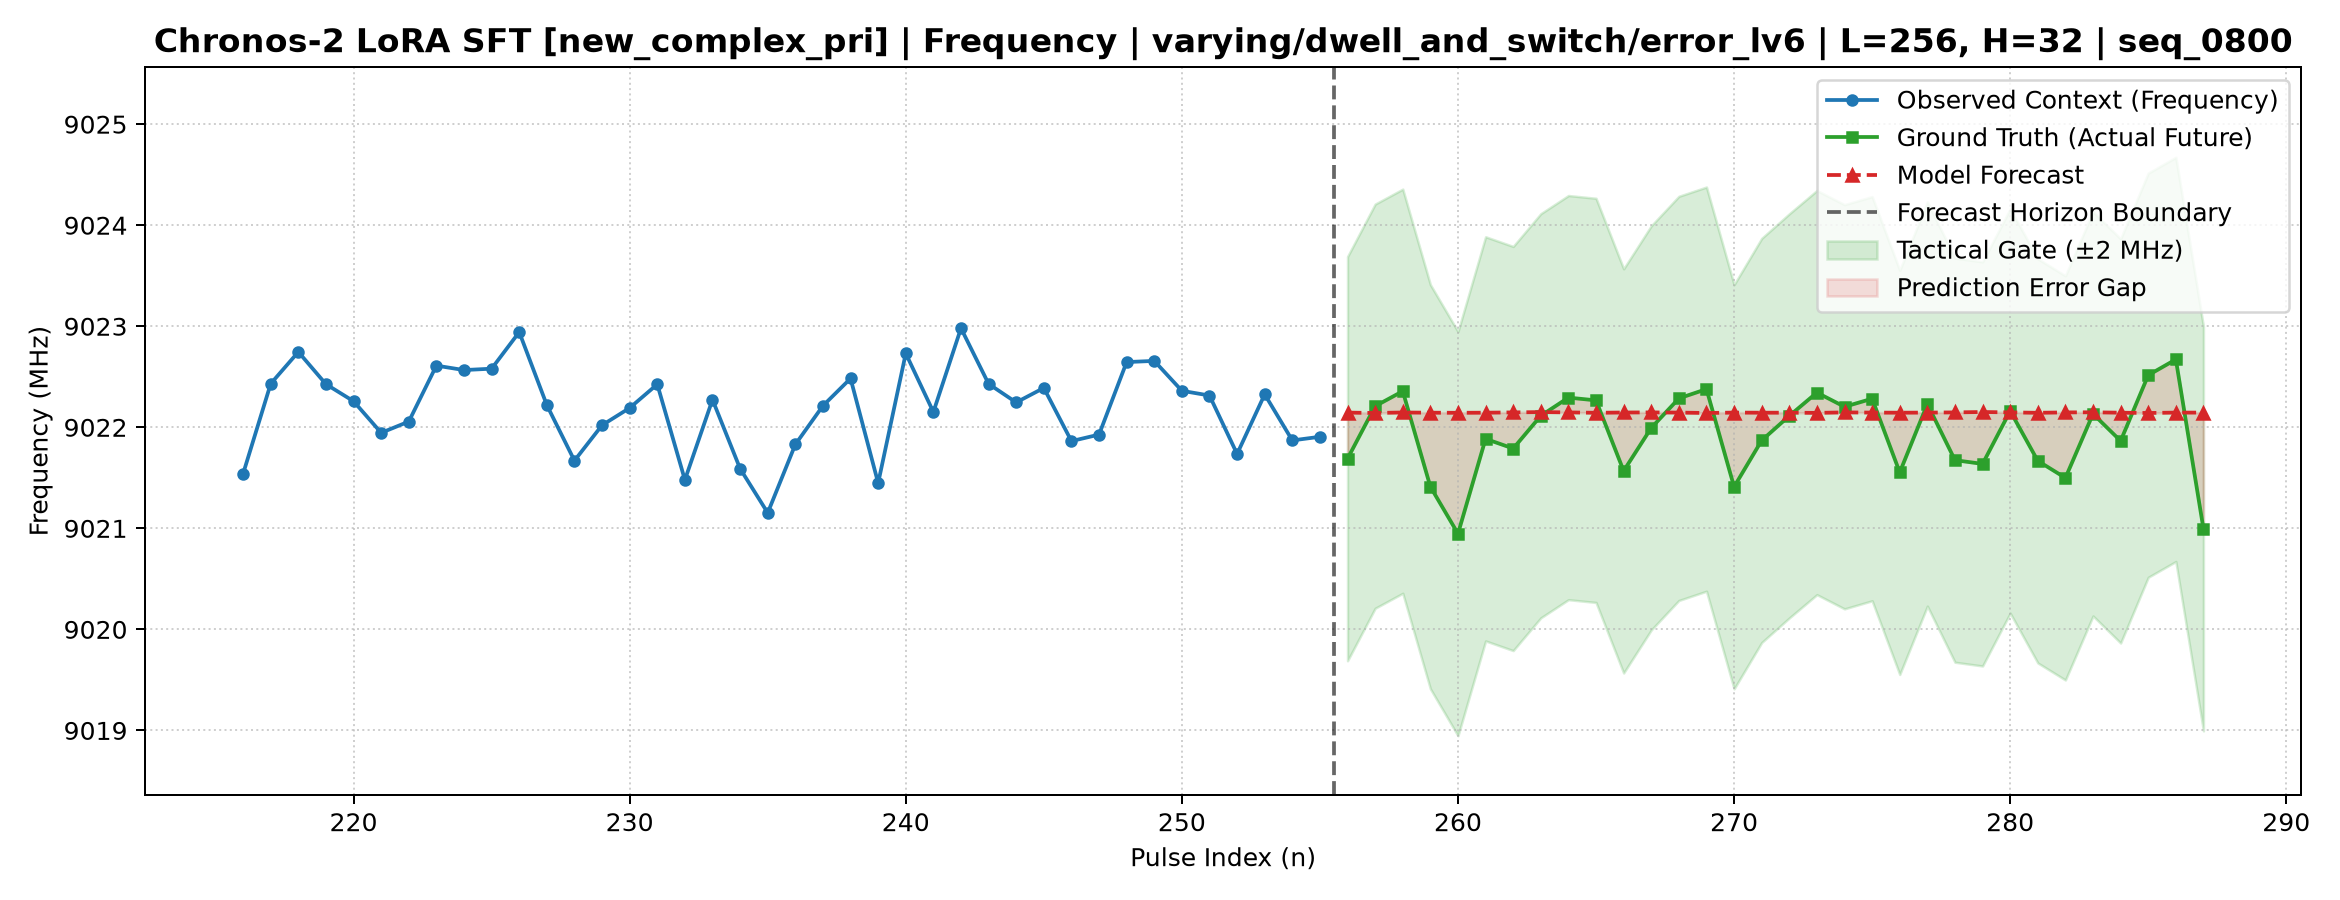 Chronos-2 LoRA SFT [new_complex_pri] | Frequency | varying/dwell_and_switch/error_lv6 | L=256, H=32 | seq_0800
Observed Context (Frequency)
Ground Truth (Actual Future)
Model Forecast
Forecast Horizon Boundary
Tactical Gate (±2 MHz)
Prediction Error Gap
Frequency (MHz)
9025
9024
9023
9022
9021
9020
9019
220 230 240 250 260 270 280 290
Pulse Index (n)